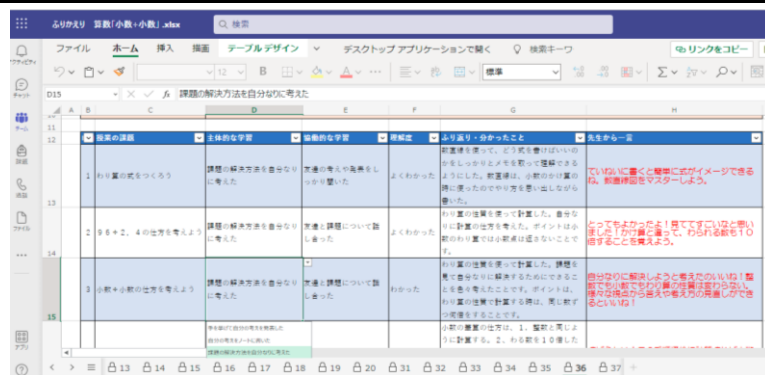 ふりかえり 算数「小数÷小数」.xlsx
検索
ファイル ホーム 挿入 描画 テーブルデザイン デスクトップ アプリケーションで開く 検索キーワ リンクをコピー
12 B A 標準
D15 fx 課題の解決方法を自分なりに考えた
A B C D E F G H
11
12 授業の課題 主体的な学習 協働的な学習 理解度 ふり返り・分かったこと 先生から一言
数直線を使って、どう式を書けばいいの
かをしっかりとメモを取って理解できる
1 わり算の式をつくろう 課題の解決方法を自分なりに考えた 友達の考えや発表をしっかり聞いた よくわかった
ようにした。数直線は、小数のかけ算の
時に使ったのでやり方を思い出しながら
書いた。
ていねいに書くと簡単に式がイメージできる
ね。数直線図をマスターしよう。
13
2 96÷2.4の仕方を考えよう 課題の解決方法を自分なりに考えた 友達と課題について話し合った よくわかった
わり算の性質を使って計算した。自分な
りに計算の仕方を考えた。ポイントは小
数のわり算では小数点は返さないことで
す。
とってもよかったよ!見ててすごいなと思い
ました!かけ算と違って、わられる数も10
倍することを覚えよう。
14
3 小数÷小数の仕方を考えよう 課題の解決方法を自分なりに考えた 友達と課題について話し合った わかった
わり算の性質を使って計算した。課題を
見て自分なりに解決するためにできるこ
とを色々考えたことです。ポイントは、
わり算の性質で計算する時は、同じ数ず
つ何倍をすることです。
自分なりに解決しようと考えたのいいね!整
数でも小数でもわり算の性質は変わらない。
様々な視点から答えや考え方の見直しができ
るといいね!
15
手を挙げて自分の考えを発表した
自分の考えをノートに書いた
課題の解決方法を自分なりに考えた
小数の筆算の仕方は、1、整数と同じよ
うに計算する。2、わる数を10倍した
13 14 15 16 17 18 19 20 31 32 33 34 35 36 37
チャット
チーム
課題
通話
ファイル
アプリ